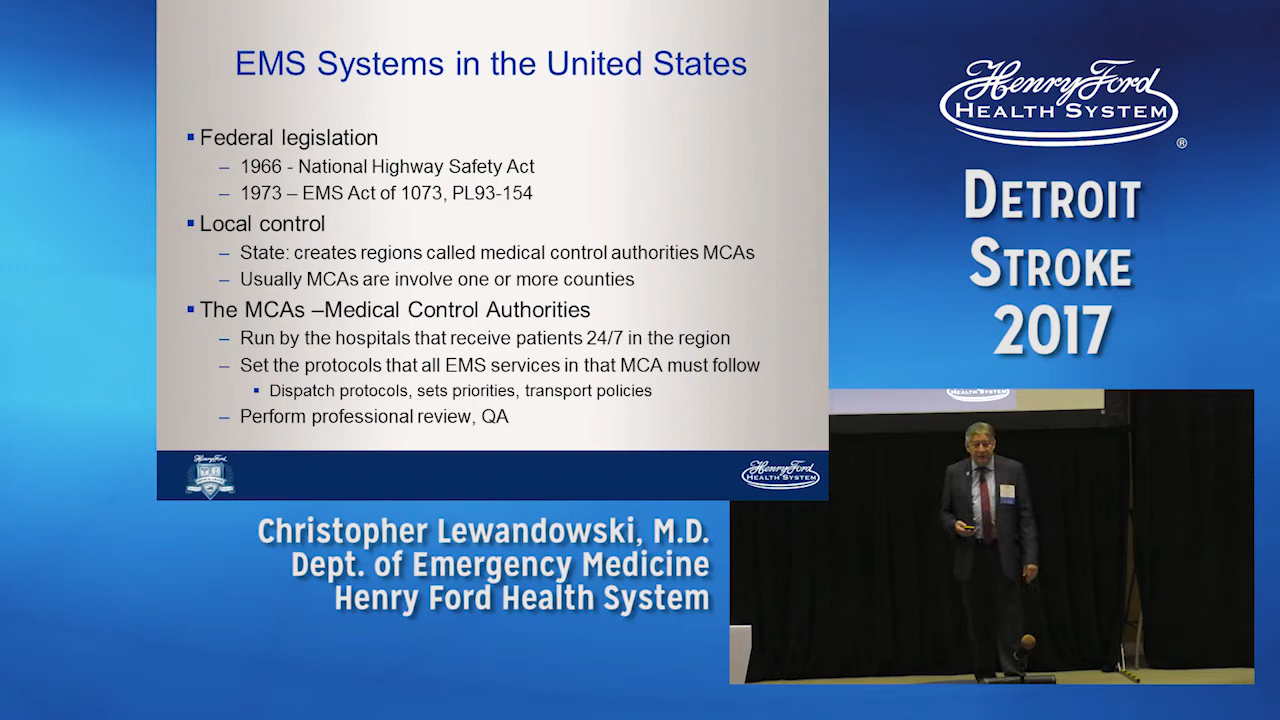 EMS Systems in the United States
▪ Federal legislation
– 1966 - National Highway Safety Act
– 1973 – EMS Act of 1073, PL93-154
▪ Local control
– State: creates regions called medical control authorities MCAs
– Usually MCAs are involve one or more counties
▪ The MCAs –Medical Control Authorities
– Run by the hospitals that receive patients 24/7 in the region
– Set the protocols that all EMS services in that MCA must follow
▪ Dispatch protocols, sets priorities, transport policies
– Perform professional review, QA
Henry Ford
Henry Ford
HEALTH SYSTEM
Henry Ford
HEALTH SYSTEM
®
DETROIT
STROKE
2017
HEALTH SYSTEM
Christopher Lewandowski, M.D.
Dept. of Emergency Medicine
Henry Ford Health System